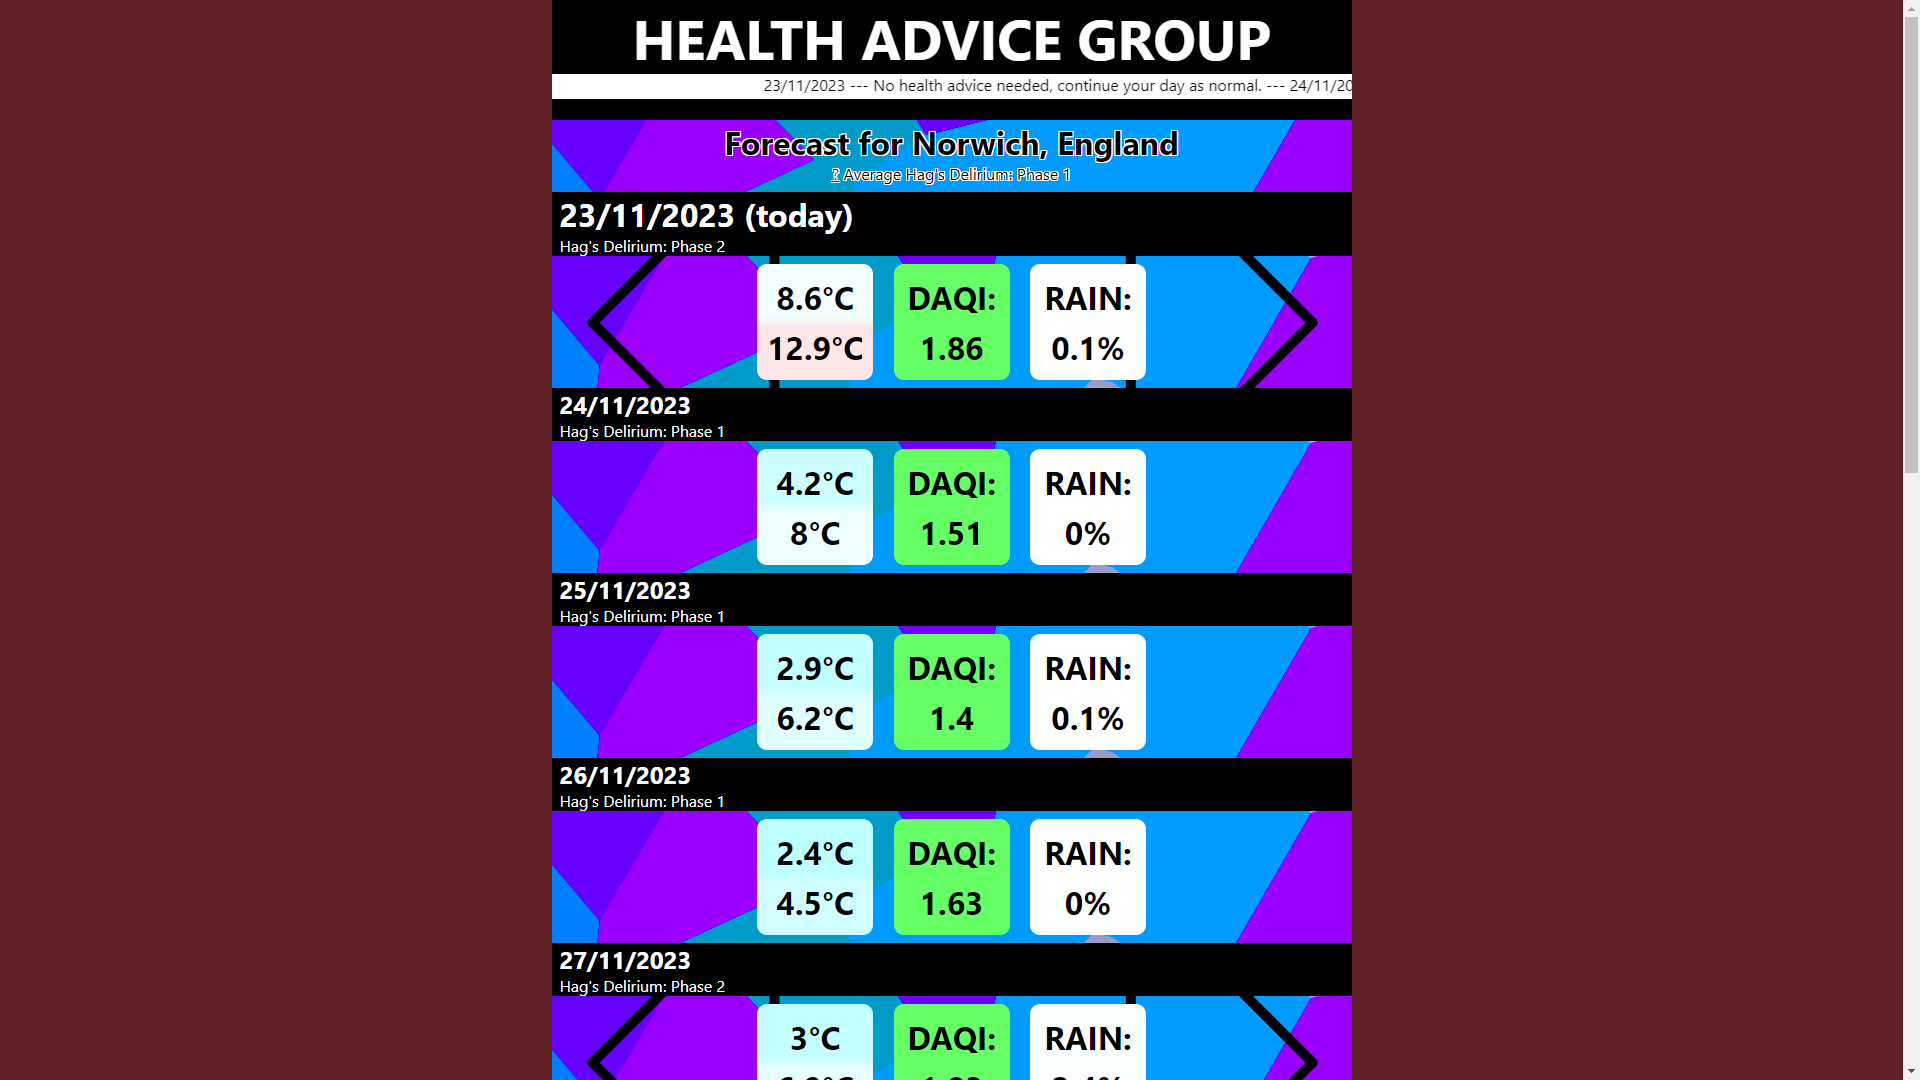 HEALTH ADVICE GROUP
23/11/2023 --- No health advice needed, continue your day as normal. --- 24/11/20
Forecast for Norwich, England
Average Hag's Delirium: Phase 1
23/11/2023 (today)
Hag's Delirium: Phase 2
8.6°C DAQI: RAIN:
12.9°C 1.86 0.1%
24/11/2023
Hag's Delirium: Phase 1
4.2°C DAQI: RAIN:
8°C 1.51 0%
25/11/2023
Hag's Delirium: Phase 1
2.9°C DAQI: RAIN:
6.2°C 1.4 0.1%
26/11/2023
Hag's Delirium: Phase 1
2.4°C DAQI: RAIN:
4.5°C 1.63 0%
27/11/2023
Hag's Delirium: Phase 2
3°C DAQI: RAIN: